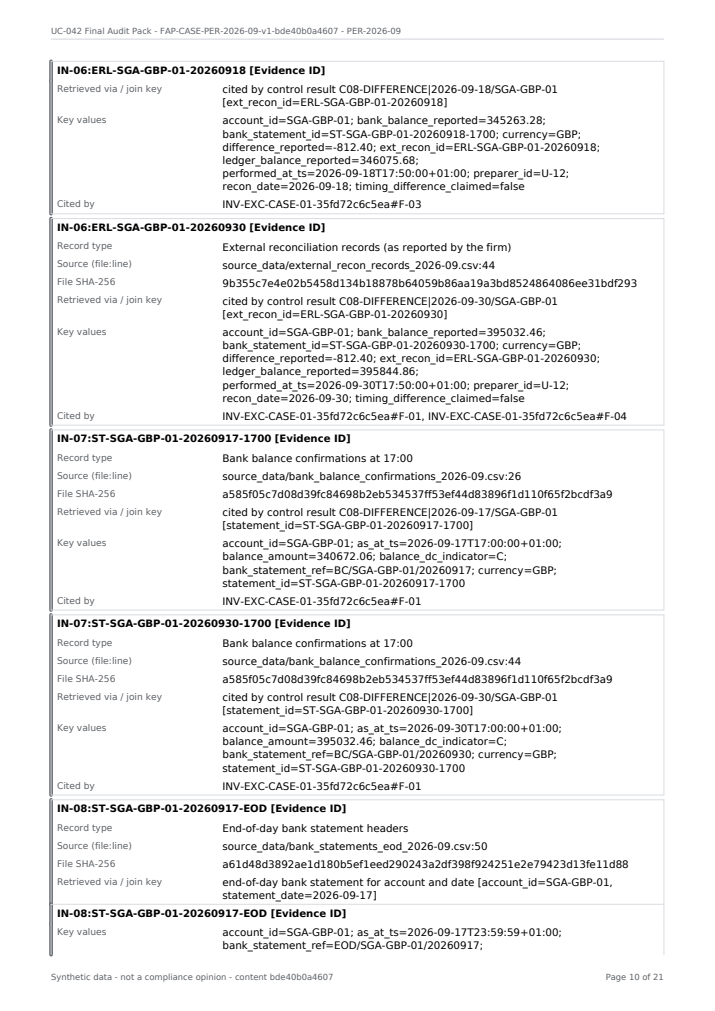 UC-042 Final Audit Pack - FAP-CASE-PER-2026-09-v1-bde40b0a4607 - PER-2026-09
IN-06:ERL-SGA-GBP-01-20260918 [Evidence ID]
Retrieved via / join key cited by control result C08-DIFFERENCE|2026-09-18/SGA-GBP-01
[ext_recon_id=ERL-SGA-GBP-01-20260918]
Key values account_id=SGA-GBP-01; bank_balance_reported=345263.28;
bank_statement_id=ST-SGA-GBP-01-20260918-1700; currency=GBP;
difference_reported=-812.40; ext_recon_id=ERL-SGA-GBP-01-20260918;
ledger_balance_reported=346075.68;
performed_at_ts=2026-09-18T17:50:00+01:00; preparer_id=U-12;
recon_date=2026-09-18; timing_difference_claimed=false
Cited by INV-EXC-CASE-01-35fd72c6c5ea#F-03
IN-06:ERL-SGA-GBP-01-20260930 [Evidence ID]
Record type External reconciliation records (as reported by the firm)
Source (file:line) source_data/external_recon_records_2026-09.csv:44
File SHA-256 9b355c7e4e02b5458d134b18878b64059b86aa19a3bd8524864086ee31bdf293
Retrieved via / join key cited by control result C08-DIFFERENCE|2026-09-30/SGA-GBP-01
[ext_recon_id=ERL-SGA-GBP-01-20260930]
Key values account_id=SGA-GBP-01; bank_balance_reported=395032.46;
bank_statement_id=ST-SGA-GBP-01-20260930-1700; currency=GBP;
difference_reported=-812.40; ext_recon_id=ERL-SGA-GBP-01-20260930;
ledger_balance_reported=395844.86;
performed_at_ts=2026-09-30T17:50:00+01:00; preparer_id=U-12;
recon_date=2026-09-30; timing_difference_claimed=false
Cited by INV-EXC-CASE-01-35fd72c6c5ea#F-01, INV-EXC-CASE-01-35fd72c6c5ea#F-04
IN-07:ST-SGA-GBP-01-20260917-1700 [Evidence ID]
Record type Bank balance confirmations at 17:00
Source (file:line) source_data/bank_balance_confirmations_2026-09.csv:26
File SHA-256 a585f05c7d08d39fc84698b2eb534537ff53ef44d83896f1d110f65f2bcdf3a9
Retrieved via / join key cited by control result C08-DIFFERENCE|2026-09-17/SGA-GBP-01
[statement_id=ST-SGA-GBP-01-20260917-1700]
Key values account_id=SGA-GBP-01; as_at_ts=2026-09-17T17:00:00+01:00;
balance_amount=340672.06; balance_dc_indicator=C;
bank_statement_ref=BC/SGA-GBP-01/20260917; currency=GBP;
statement_id=ST-SGA-GBP-01-20260917-1700
Cited by INV-EXC-CASE-01-35fd72c6c5ea#F-01
IN-07:ST-SGA-GBP-01-20260930-1700 [Evidence ID]
Record type Bank balance confirmations at 17:00
Source (file:line) source_data/bank_balance_confirmations_2026-09.csv:44
File SHA-256 a585f05c7d08d39fc84698b2eb534537ff53ef44d83896f1d110f65f2bcdf3a9
Retrieved via / join key cited by control result C08-DIFFERENCE|2026-09-30/SGA-GBP-01
[statement_id=ST-SGA-GBP-01-20260930-1700]
Key values account_id=SGA-GBP-01; as_at_ts=2026-09-30T17:00:00+01:00;
balance_amount=395032.46; balance_dc_indicator=C;
bank_statement_ref=BC/SGA-GBP-01/20260930; currency=GBP;
statement_id=ST-SGA-GBP-01-20260930-1700
Cited by INV-EXC-CASE-01-35fd72c6c5ea#F-01
IN-08:ST-SGA-GBP-01-20260917-EOD [Evidence ID]
Record type End-of-day bank statement headers
Source (file:line) source_data/bank_statements_eod_2026-09.csv:50
File SHA-256 a61d48d3892ae1d180b5ef1eed290243a2df398f924251e2e79423d13fe11d88
Retrieved via / join key end-of-day bank statement for account and date [account_id=SGA-GBP-01,
statement_date=2026-09-17]
IN-08:ST-SGA-GBP-01-20260917-EOD [Evidence ID]
Key values account_id=SGA-GBP-01; as_at_ts=2026-09-17T23:59:59+01:00;
bank_statement_ref=EOD/SGA-GBP-01/20260917;
Synthetic data - not a compliance opinion - content bde40b0a4607 Page 10 of 21